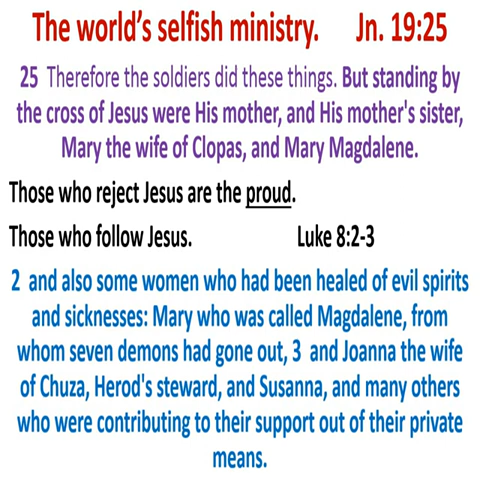 The world's selfish ministry. Jn. 19:25
25 Therefore the soldiers did these things. But standing by
the cross of Jesus were His mother, and His mother's sister,
Mary the wife of Clopas, and Mary Magdalene.
Those who reject Jesus are the proud.
Those who follow Jesus. Luke 8:2-3
2 and also some women who had been healed of evil spirits
and sicknesses: Mary who was called Magdalene, from
whom seven demons had gone out, 3 and Joanna the wife
of Chuza, Herod's steward, and Susanna, and many others
who were contributing to their support out of their private
means.